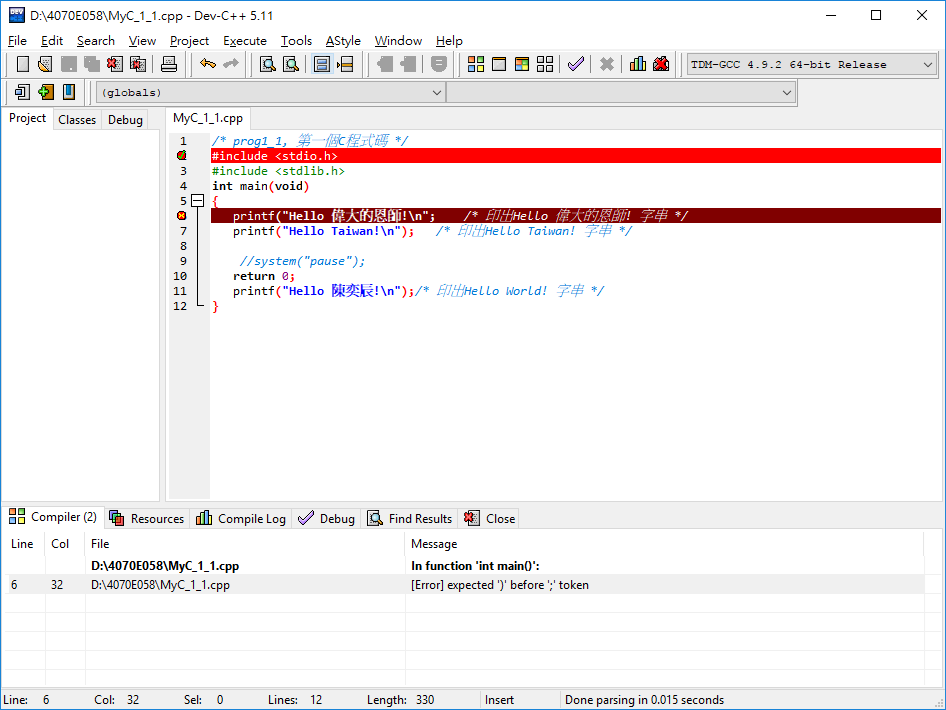 D:\4070E058\MyC_1_1.cpp - Dev-C++ 5.11
File Edit Search View Project Execute Tools AStyle Window Help
TDM-GCC 4.9.2 64-bit Release
(globals)
Project Classes Debug MyC_1_1.cpp
1 /* prog1_1, 第一個C程式碼 */
#include <stdio.h>
3 #include <stdlib.h>
4 int main(void)
5 {
printf("Hello 偉大的恩師!\n"; /* 印出Hello 偉大的恩師! 字串 */
7 printf("Hello Taiwan!\n"); /* 印出Hello Taiwan! 字串 */
8
9 //system("pause");
10 return 0;
11 printf("Hello 陳奕辰!\n");/* 印出Hello World! 字串 */
12 }
Compiler (2) Resources Compile Log Debug Find Results Close
Line Col File Message
D:\4070E058\MyC_1_1.cpp In function 'int main()':
6 32 D:\4070E058\MyC_1_1.cpp [Error] expected ')' before ';' token
Line: 6 Col: 32 Sel: 0 Lines: 12 Length: 330 Insert Done parsing in 0.015 seconds